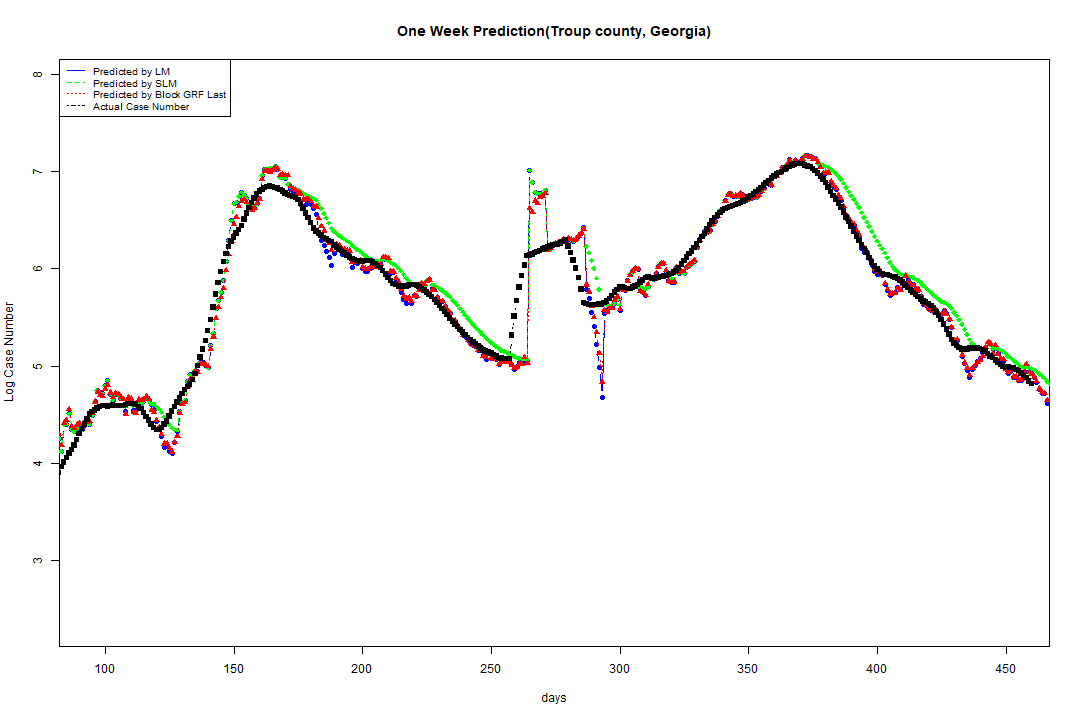 One Week Prediction(Troup county, Georgia)
Predicted by LM
Predicted by SLM
Predicted by Block GRF Last
Actual Case Number
8
7
6
5
4
3
Log Case Number
100 150 200 250 300 350 400 450
days